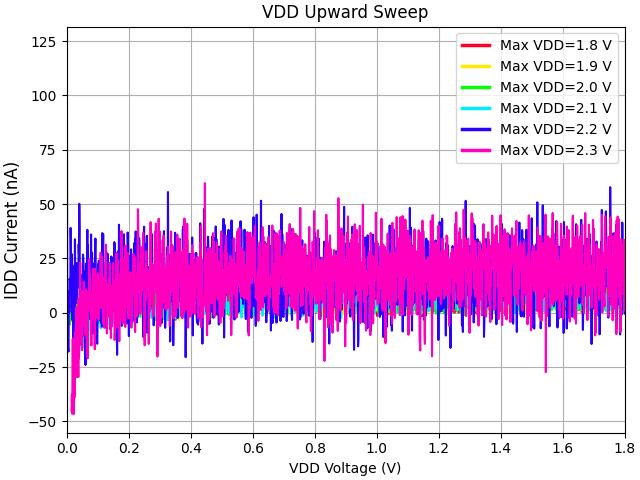 VDD Upward Sweep
IDD Current (nA)
125
100
75
50
25
0
−25
−50
Max VDD=1.8 V
Max VDD=1.9 V
Max VDD=2.0 V
Max VDD=2.1 V
Max VDD=2.2 V
Max VDD=2.3 V
0.0 0.2 0.4 0.6 0.8 1.0 1.2 1.4 1.6 1.8
VDD Voltage (V)